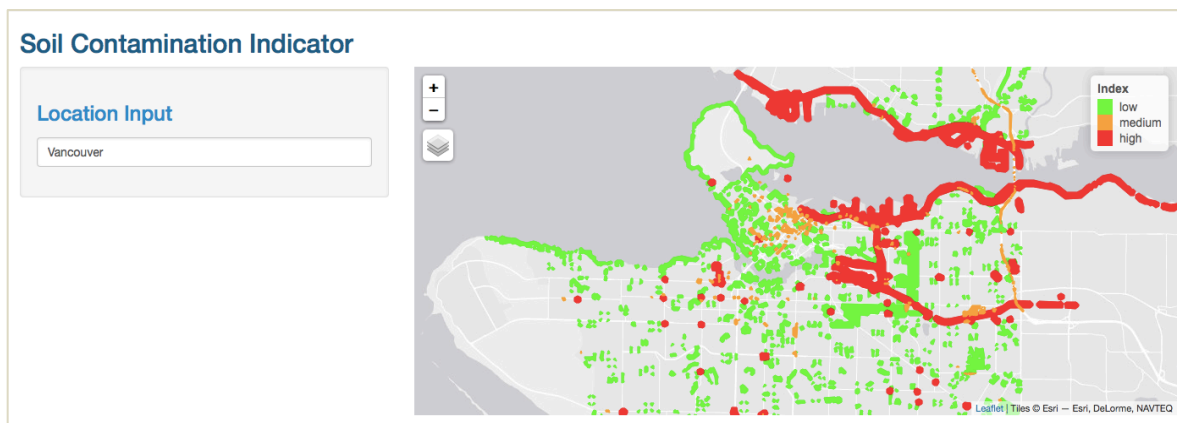 Soil Contamination Indicator
Location Input
Vancouver
+
−
Index
low
medium
high
Leaflet | Tiles © Esri — Esri, DeLorme, NAVTEQ